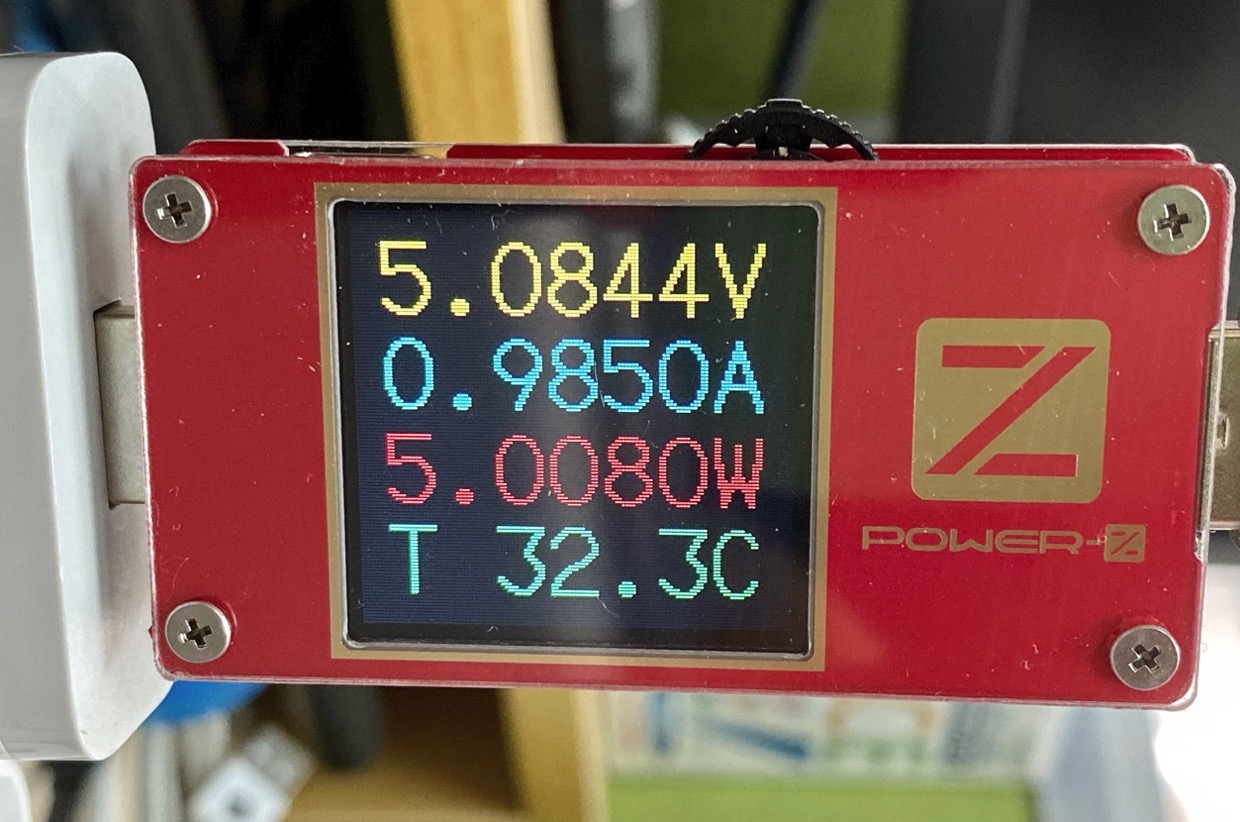 5.0844V
0.9850A
5.0080W
T 32.3C
Z
POWER-Z